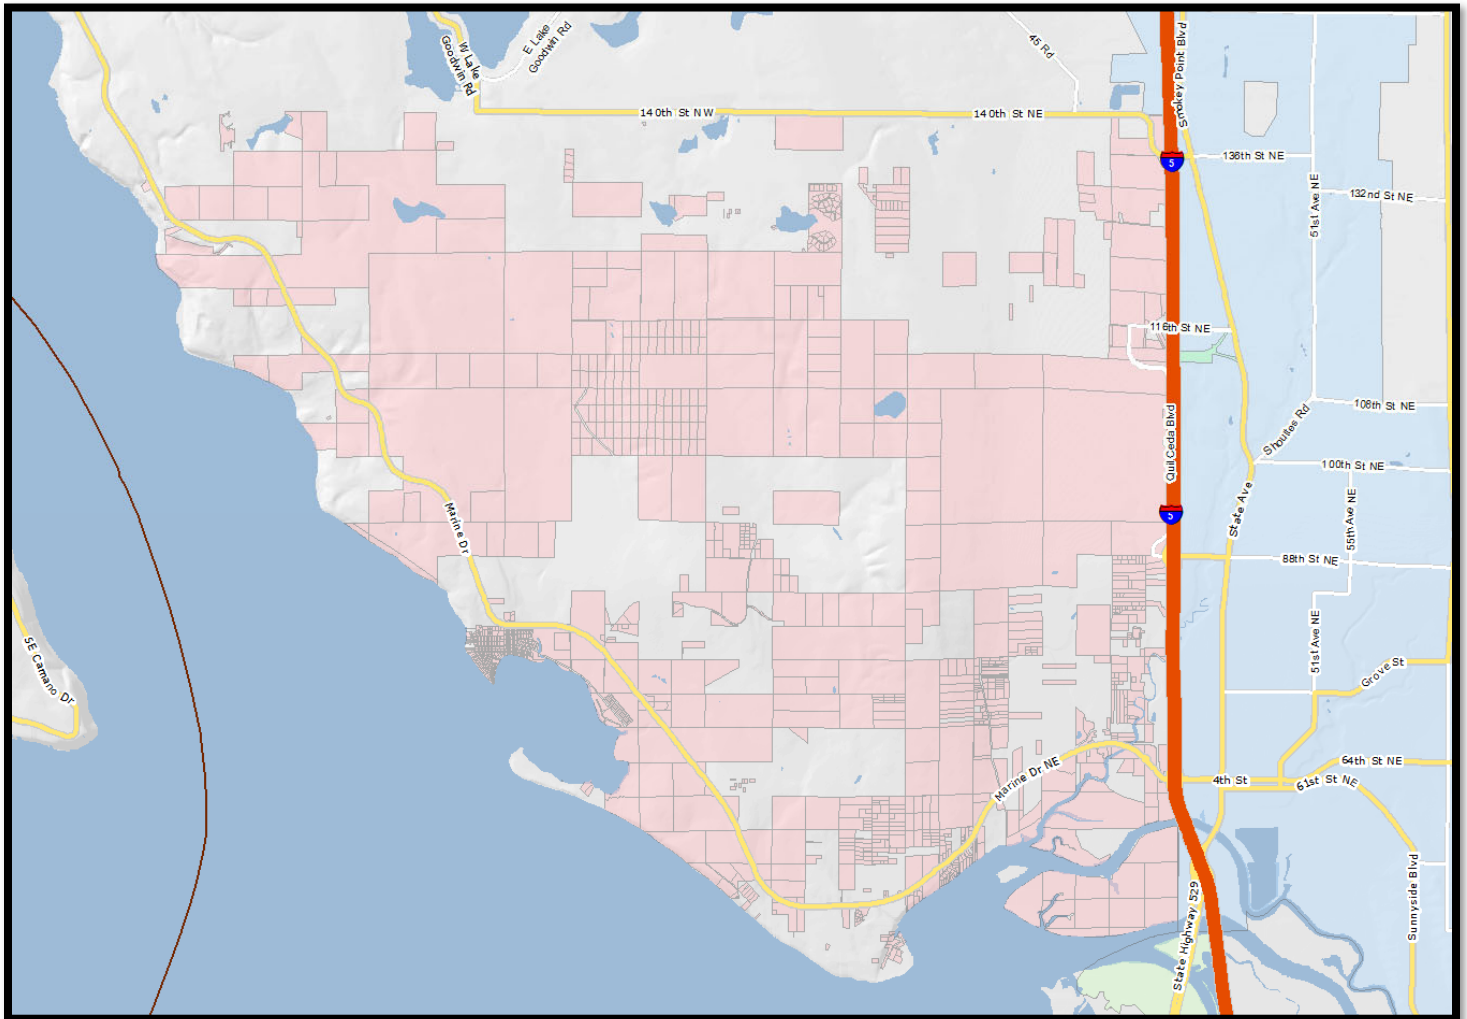 W Lake
Goodwin Rd
E Lake
Goodwin Rd
45 Rd
Smokey Point Blvd
140th St NW
140th St NE
5
136th St NE
51st Ave NE
132nd St NE
116th St NE
Quil Ceda Blvd
Shoultes Rd
106th St NE
100th St NE
State Ave
55th Ave NE
Marine Dr
5
88th St NE
51st Ave NE
SE Camano Dr
Grove St
Marine Dr NE
4th St
64th St NE
61st St NE
State Highway 529
Sunnyside Blvd